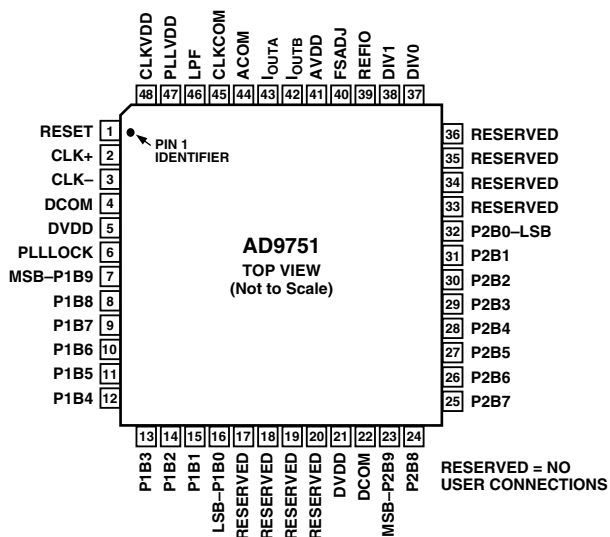 CLKVDD
PLLVDD
LPF
CLKCOM
ACOM
IOUTA
IOUTB
AVDD
FSADJ
REFIO
DIV1
DIV0
48 47 46 45 44 43 42 41 40 39 38 37
RESET 1
CLK+ 2
CLK– 3
DCOM 4
DVDD 5
PLLLOCK 6
MSB–P1B9 7
P1B8 8
P1B7 9
P1B6 10
P1B5 11
P1B4 12
PIN 1
IDENTIFIER
AD9751
TOP VIEW
(Not to Scale)
36 RESERVED
35 RESERVED
34 RESERVED
33 RESERVED
32 P2B0–LSB
31 P2B1
30 P2B2
29 P2B3
28 P2B4
27 P2B5
26 P2B6
25 P2B7
13 14 15 16 17 18 19 20 21 22 23 24
P1B3
P1B2
P1B1
LSB–P1B0
RESERVED
RESERVED
RESERVED
RESERVED
DVDD
DCOM
MSB–P2B9
P2B8
RESERVED = NO
USER CONNECTIONS